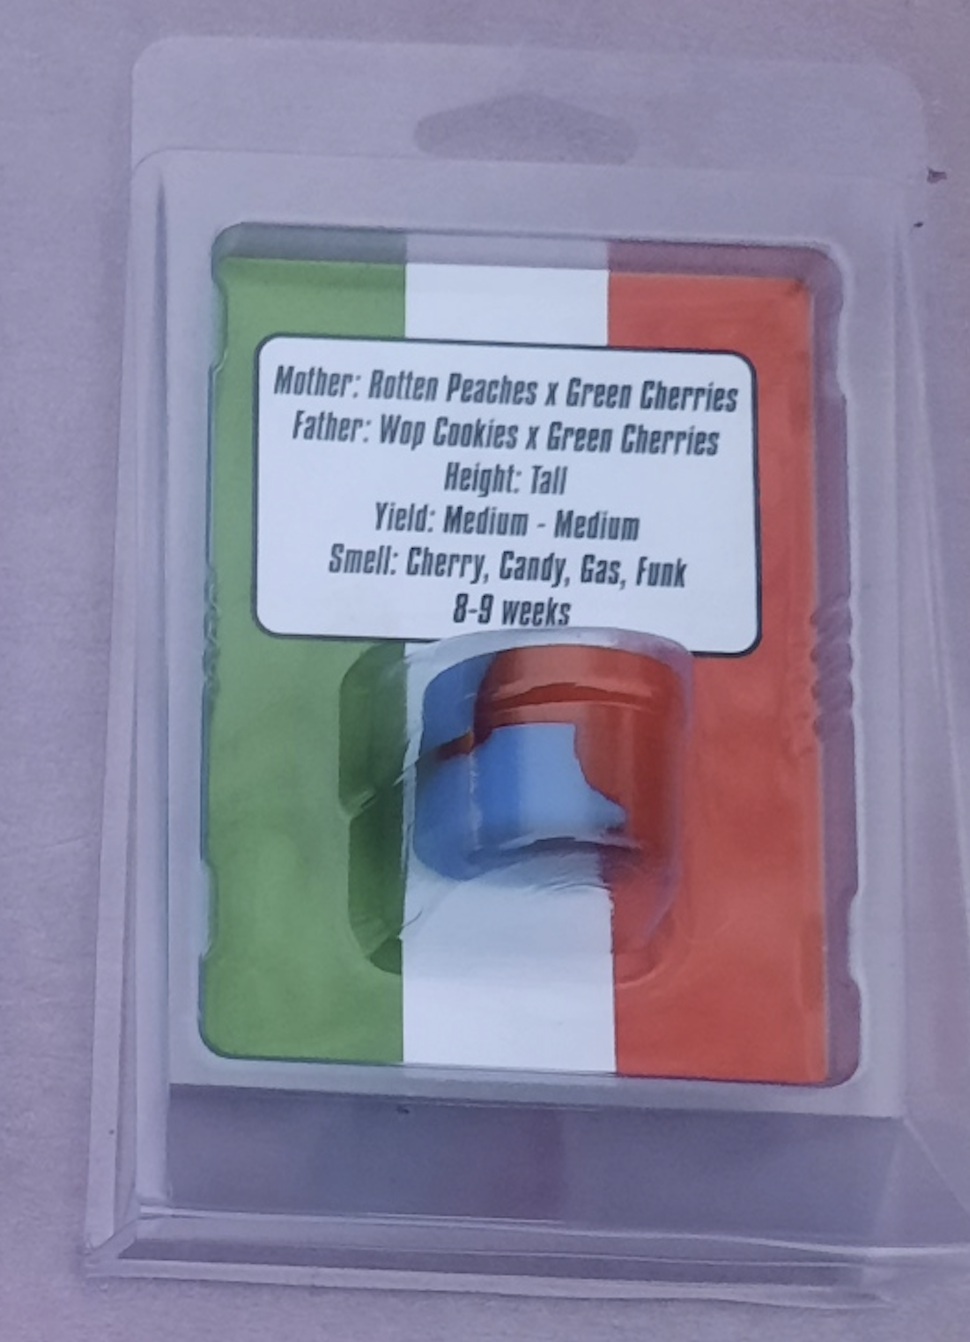 Mother: Rotten Peaches x Green Cherries
Father: Wop Cookies x Green Cherries
Height: Tall
Yield: Medium - Medium
Smell: Cherry, Candy, Gas, Funk
8-9 weeks